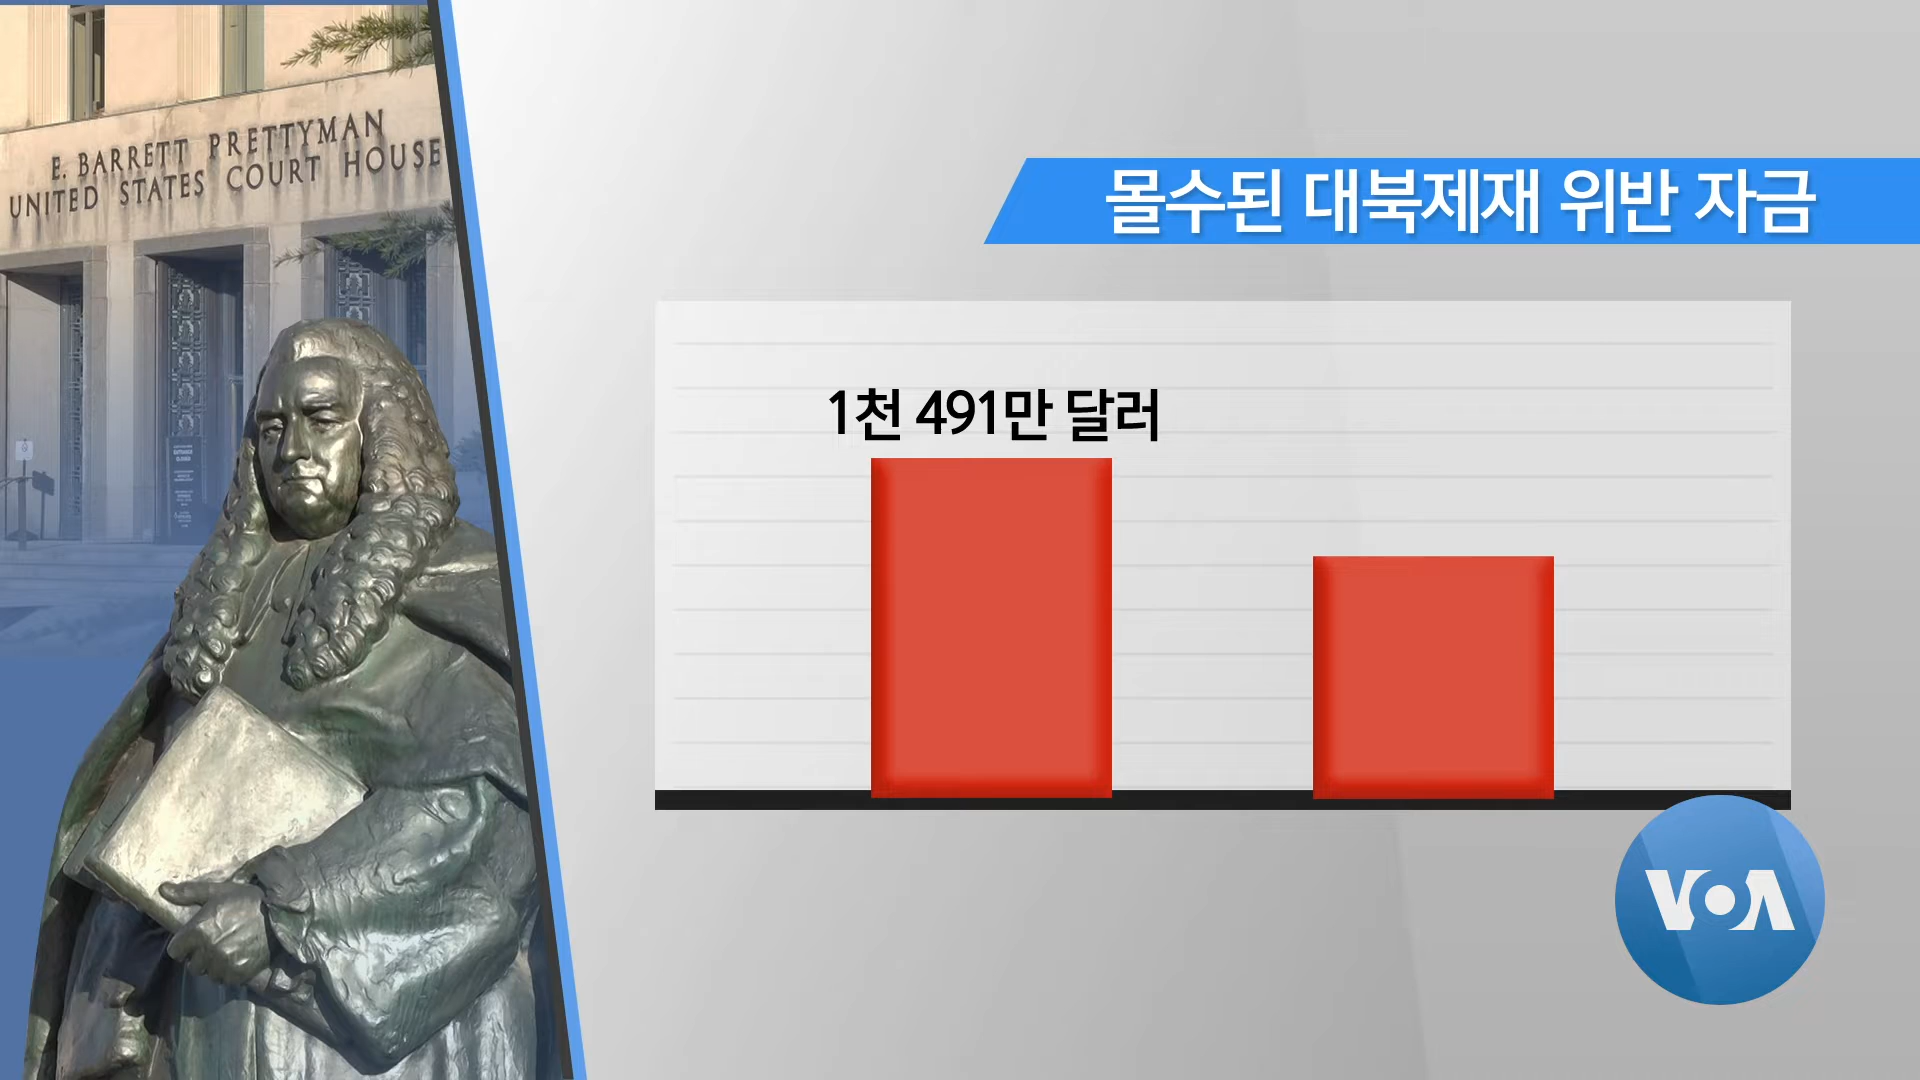 E. BARRETT PRETTYMAN
UNITED STATES COURT HOUSE
몰수된 대북제재 위반 자금
1천 491만 달러
VOA